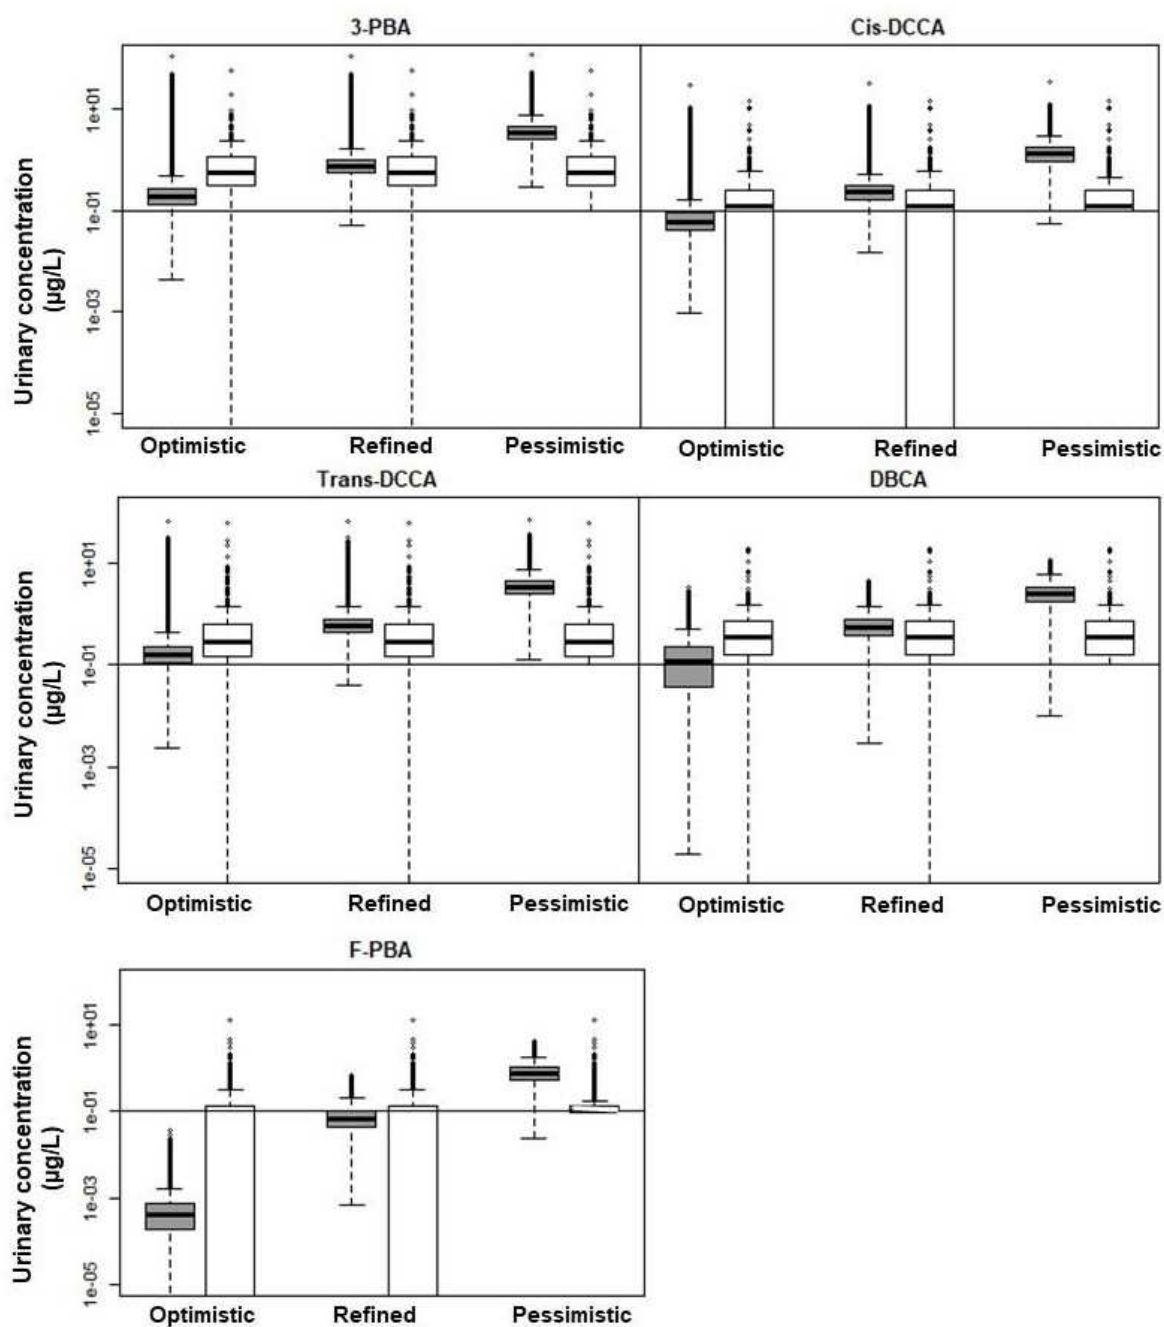 3-PBA
Cis-DCCA
Urinary concentration
(µg/L)
1e+01
1e-01
1e-03
1e-05
Optimistic
Refined
Pessimistic
Optimistic
Refined
Pessimistic
Trans-DCCA
DBCA
Urinary concentration
(µg/L)
1e+01
1e-01
1e-03
1e-05
Optimistic
Refined
Pessimistic
Optimistic
Refined
Pessimistic
F-PBA
Urinary concentration
(µg/L)
1e+01
1e-01
1e-03
1e-05
Optimistic
Refined
Pessimistic